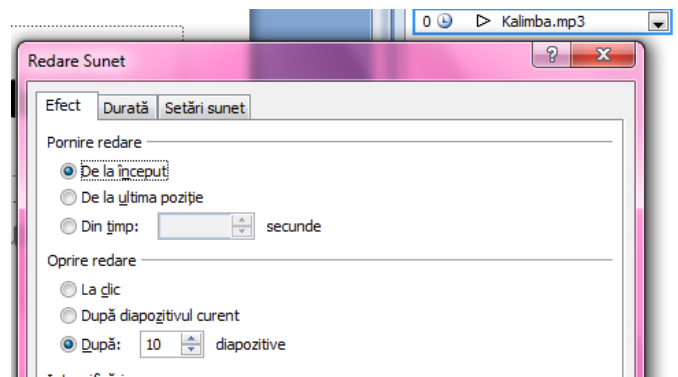 0 Kalimba.mp3
Redare Sunet
Efect Durată Setări sunet
Pornire redare
De la început
De la ultima poziție
Din timp: secunde
Oprire redare
La clic
După diapozitivul curent
După: 10 diapozitive